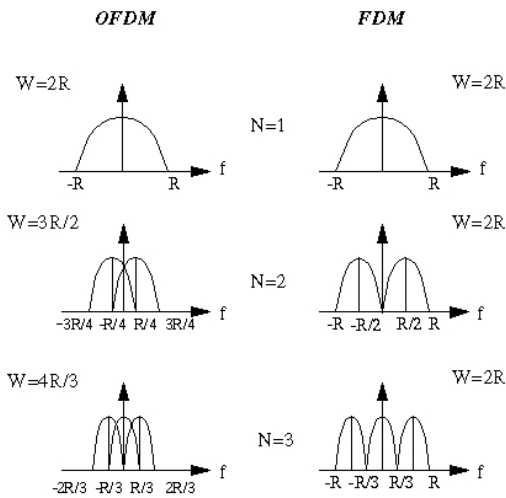 OFDM FDM
W=2R W=2R
N=1
f f
-R R -R R
W=3R/2 W=2R
N=2
f f
-3R/4 -R/4 R/4 3R/4 -R -R/2 R/2 R
W=4R/3 W=2R
N=3
f f
-2R/3 -R/3 R/3 2R/3 -R -R/3 R/3 R